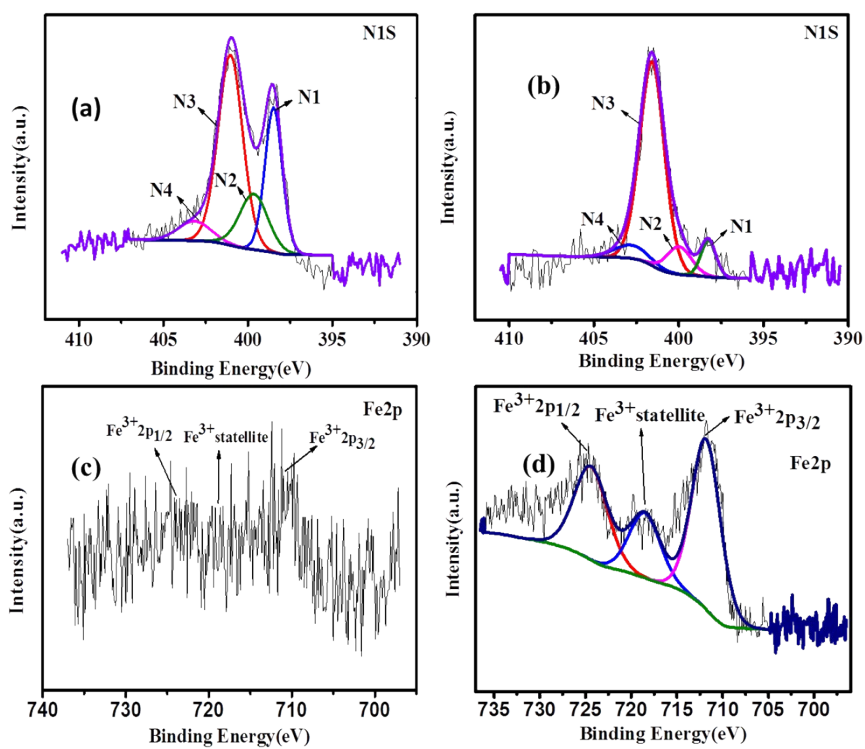 N1S
(a)
N3
N1
N2
N4
Intensity(a.u.)
410 405 400 395 390
Binding Energy(eV)
N1S
(b)
N3
N4
N2
N1
Intensity(a.u.)
410 405 400 395 390
Binding Energy(eV)
Fe2p
Fe3+2p1/2
Fe3+statellite
Fe3+2p3/2
(c)
Intensity(a.u.)
740 730 720 710 700
Binding Energy(eV)
Fe3+2p1/2
Fe3+statellite
Fe3+2p3/2
(d)
Fe2p
Intensity(a.u.)
735 730 725 720 715 710 705 700
Binding Energy(eV)